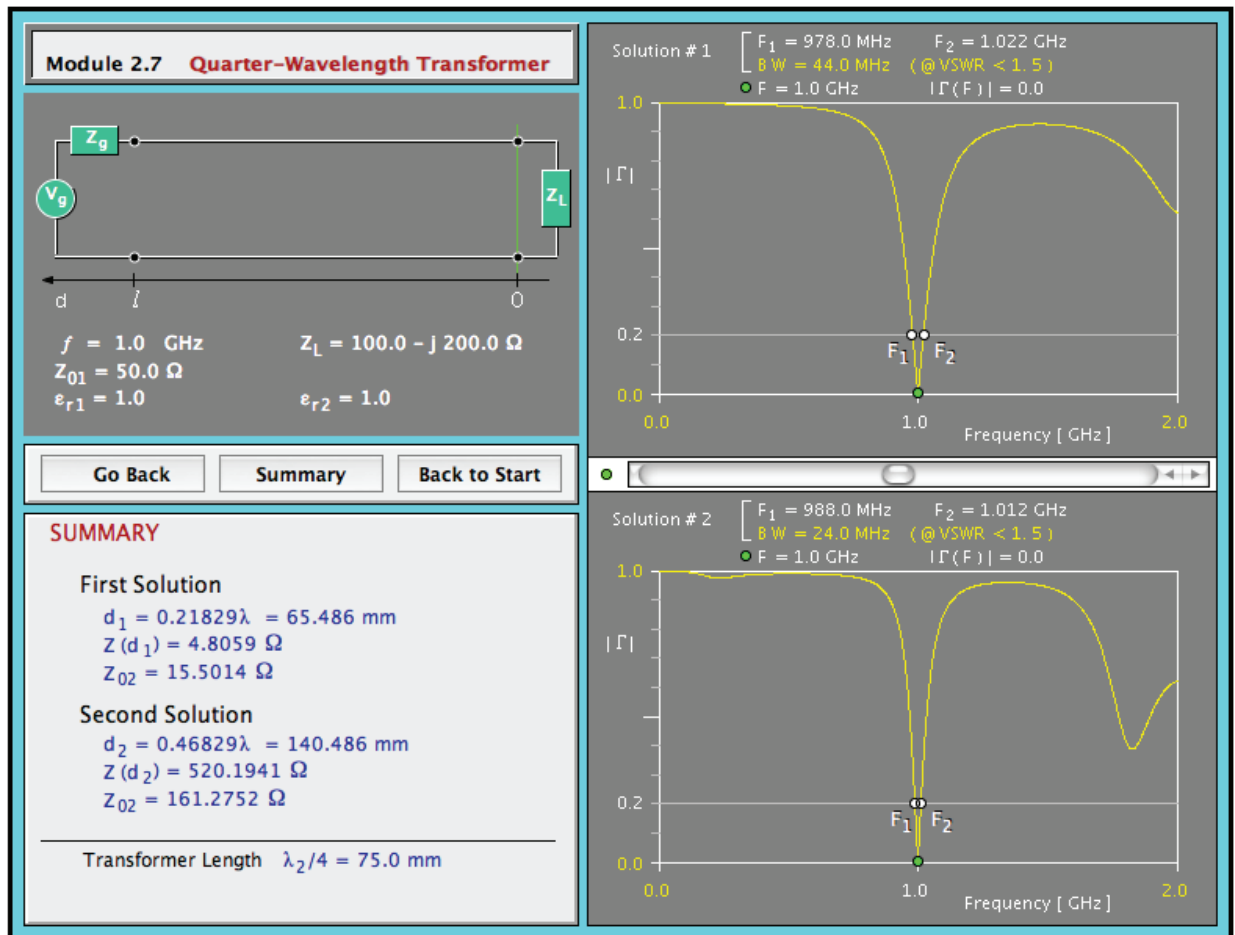 Module 2.7 Quarter-Wavelength Transformer
Zg
Vg
ZL
d l 0
f = 1.0 GHz ZL = 100.0 - j 200.0 Ω
Z01 = 50.0 Ω
εr1 = 1.0 εr2 = 1.0
Go Back Summary Back to Start
SUMMARY
First Solution
d1 = 0.21829λ = 65.486 mm
Z (d1) = 4.8059 Ω
Z02 = 15.5014 Ω
Second Solution
d2 = 0.46829λ = 140.486 mm
Z (d2) = 520.1941 Ω
Z02 = 161.2752 Ω
Transformer Length λ2/4 = 75.0 mm
Solution # 1
F1 = 978.0 MHz F2 = 1.022 GHz
BW = 44.0 MHz (@ VSWR < 1.5)
F = 1.0 GHz |Γ(F)| = 0.0
1.0
|Γ|
0.2
F1 F2
0.0
0.0 1.0 2.0
Frequency [ GHz ]
Solution # 2
F1 = 988.0 MHz F2 = 1.012 GHz
BW = 24.0 MHz (@ VSWR < 1.5)
F = 1.0 GHz |Γ(F)| = 0.0
1.0
|Γ|
0.2
F1 F2
0.0
0.0 1.0 2.0
Frequency [ GHz ]